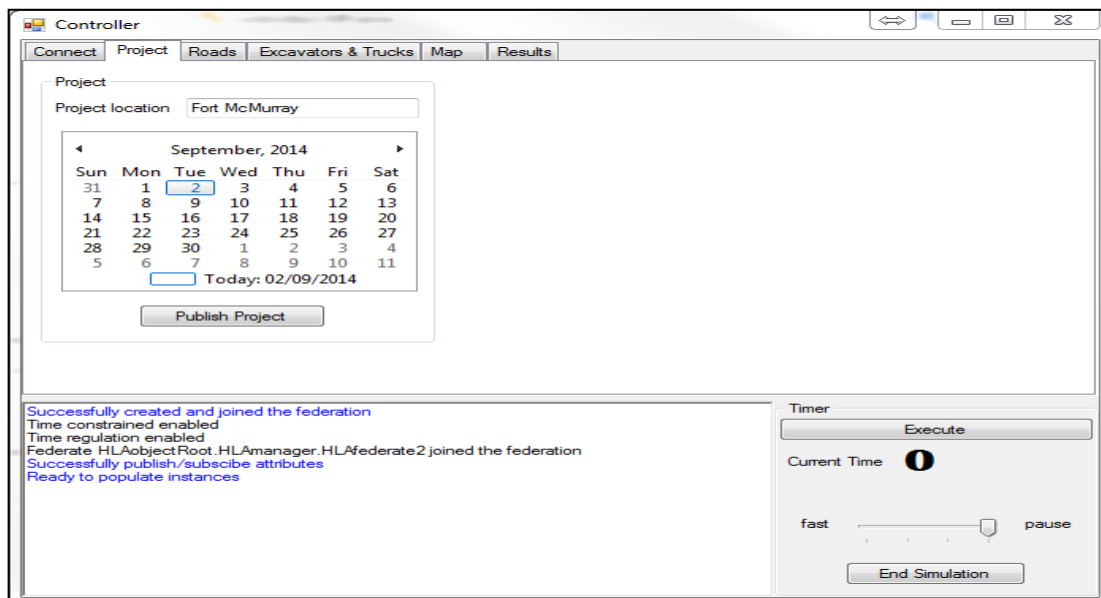 Controller
Connect Project Roads Excavators & Trucks Map Results
Project
Project location Fort McMurray
September, 2014
Sun Mon Tue Wed Thu Fri Sat
31 1 2 3 4 5 6
7 8 9 10 11 12 13
14 15 16 17 18 19 20
21 22 23 24 25 26 27
28 29 30 1 2 3 4
5 6 7 8 9 10 11
Today: 02/09/2014
Publish Project
Successfully created and joined the federation
Time constrained enabled
Time regulation enabled
Federate HLAobjectRoot.HLAmanager.HLAfederate2 joined the federation
Successfully publish/subscibe attributes
Ready to populate instances
Timer
Execute
Current Time 0
fast pause
End Simulation